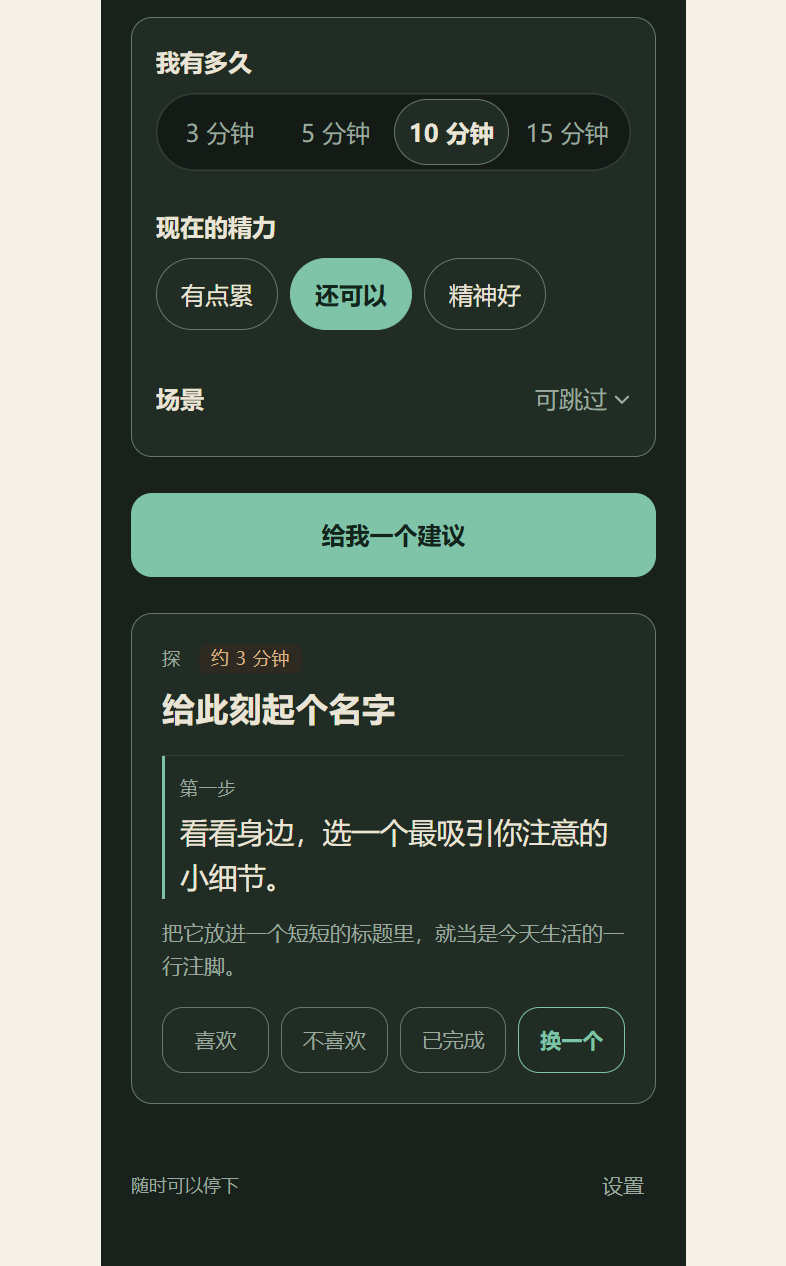 我有多久
3 分钟 5 分钟 10 分钟 15 分钟
现在的精力
有点累 还可以 精神好
场景 可跳过
给我一个建议
探 约 3 分钟
给此刻起个名字
第一步
看看身边，选一个最吸引你注意的
小细节。
把它放进一个短短的标题里，就当是今天生活的一
行注脚。
喜欢 不喜欢 已完成 换一个
随时可以停下 设置